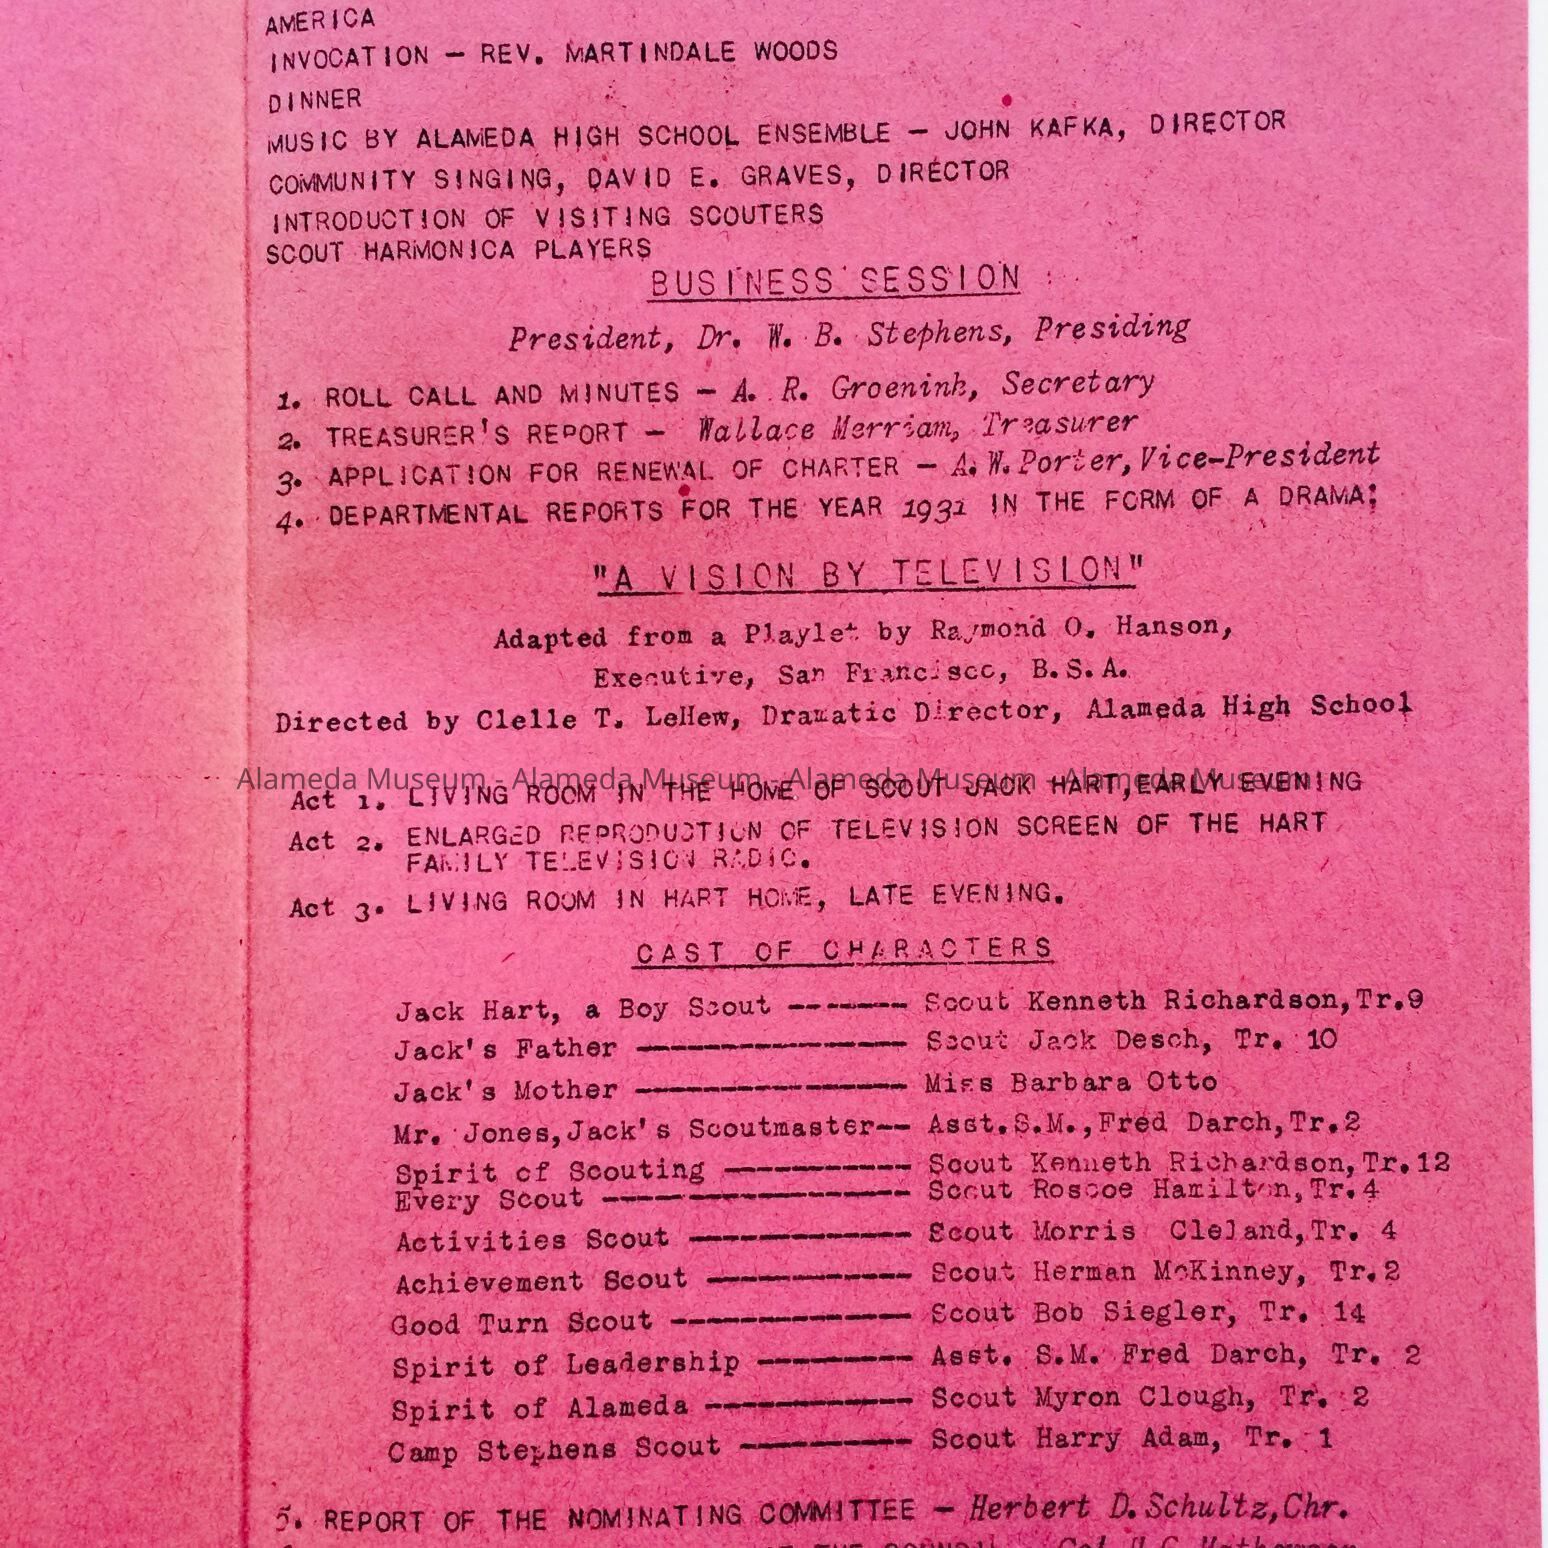 AMERICA
INVOCATION — REV. MARTINDALE WOODS
DINNER
MUSIC BY ALAMEDA HIGH SCHOOL ENSEMBLE — JOHN KAFKA, DIRECTOR
COMMUNITY SINGING, DAVID E. GRAVES, DIRECTOR
INTRODUCTION OF VISITING SCOUTERS
SCOUT HARMONICA PLAYERS
BUSINESS SESSION
President, Dr. W. B. Stephens, Presiding
1. ROLL CALL AND MINUTES — A. R. Groenink, Secretary
2. TREASURER'S REPORT — Wallace Merriam, Treasurer
3. APPLICATION FOR RENEWAL OF CHARTER — A.W. Porter, Vice-President
4. DEPARTMENTAL REPORTS FOR THE YEAR 1931 IN THE FORM OF A DRAMA:
"A VISION BY TELEVISION"
Adapted from a Playlet by Raymond O. Hanson,
Executive, San Francisco, B.S.A.
Directed by Clelle T. LeHew, Dramatic Director, Alameda High School
Alameda Museum - Alameda Museum - Alameda Museum - Alameda Museum
Act 1. LIVING ROOM IN THE HOME OF SCOUT JACK HART, EARLY EVENING
Act 2. ENLARGED REPRODUCTION OF TELEVISION SCREEN OF THE HART
FAMILY TELEVISION RADIO.
Act 3. LIVING ROOM IN HART HOME, LATE EVENING.
CAST OF CHARACTERS
Jack Hart, a Boy Scout ------- Scout Kenneth Richardson, Tr.9
Jack's Father ---------------- Scout Jack Desch, Tr. 10
Jack's Mother ---------------- Miss Barbara Otto
Mr. Jones, Jack's Scoutmaster-- Asst.S.M., Fred Darch, Tr.2
Spirit of Scouting ----------- Scout Kenneth Richardson, Tr.12
Every Scout ------------------ Scout Roscoe Hamilton, Tr.4
Activities Scout ------------- Scout Morris Cleland, Tr. 4
Achievement Scout ------------ Scout Herman McKinney, Tr.2
Good Turn Scout -------------- Scout Bob Siegler, Tr. 14
Spirit of Leadership --------- Asst. S.M. Fred Darch, Tr. 2
Spirit of Alameda ------------ Scout Myron Clough, Tr. 2
Camp Stephens Scout ---------- Scout Harry Adam, Tr. 1
5. REPORT OF THE NOMINATING COMMITTEE — Herbert D. Schultz, Chr.